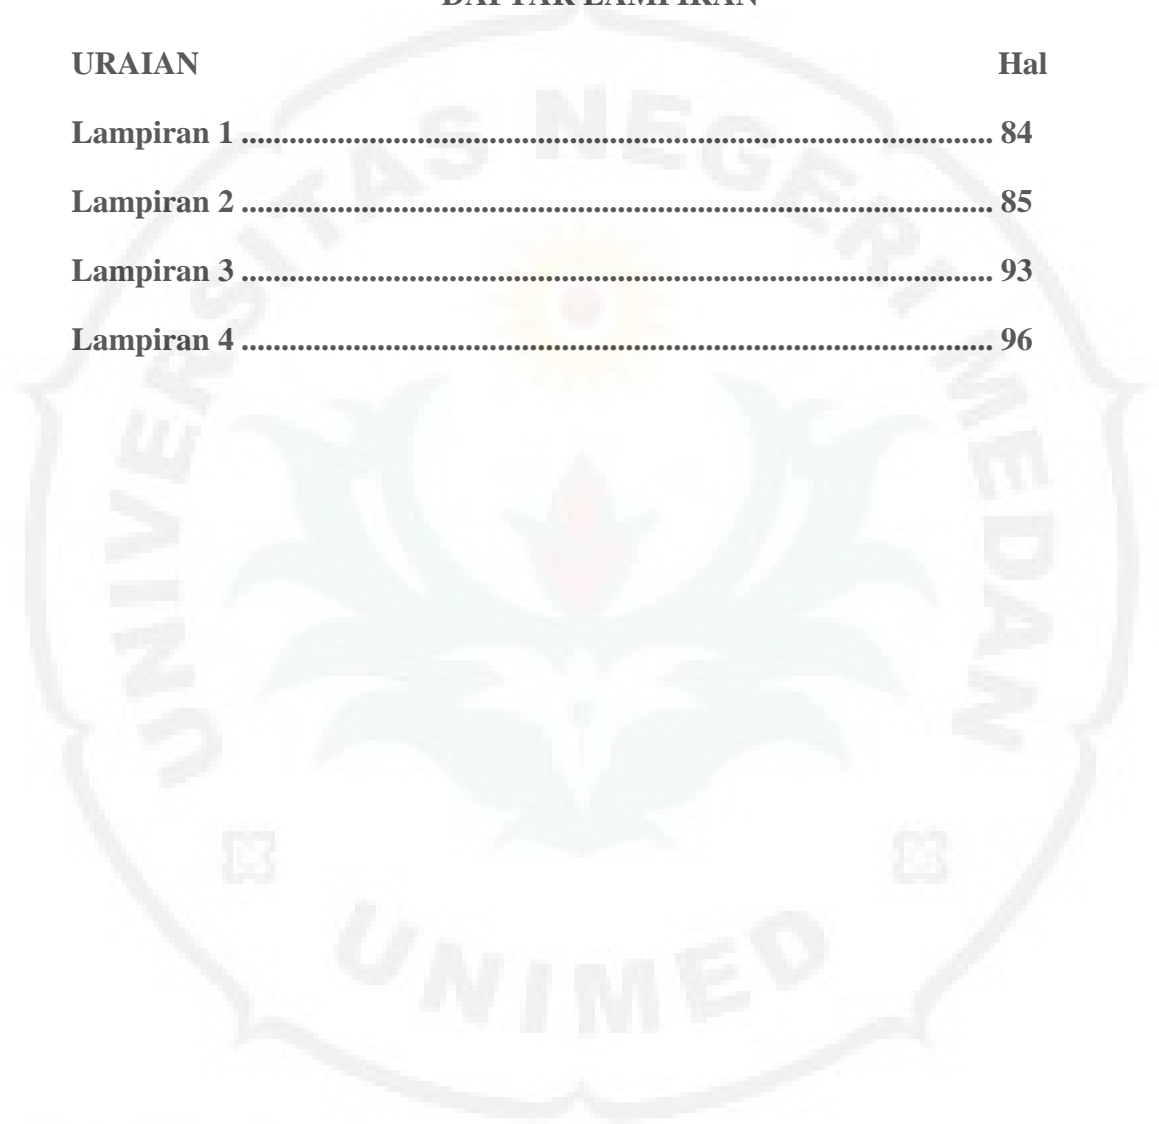 DAFTAR LAMPIRAN
URAIAN Hal
Lampiran 1 ............................................................................................ 84
Lampiran 2 ............................................................................................ 85
Lampiran 3 ............................................................................................ 93
Lampiran 4 ............................................................................................ 96
UNIVERSITAS NEGERI MEDAN
UNIMED